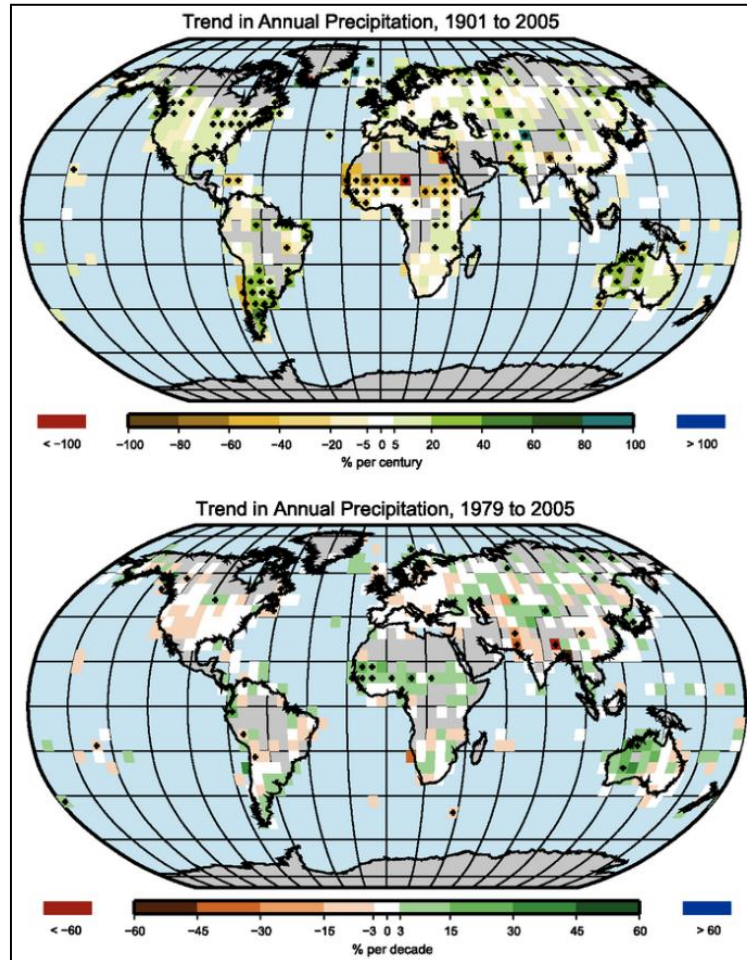 Trend in Annual Precipitation, 1901 to 2005
< −100
−100 −80 −60 −40 −20 −5 0 5 20 40 60 80 100
> 100
% per century
Trend in Annual Precipitation, 1979 to 2005
< −60
−60 −45 −30 −15 −3 0 3 15 30 45 60
> 60
% per decade